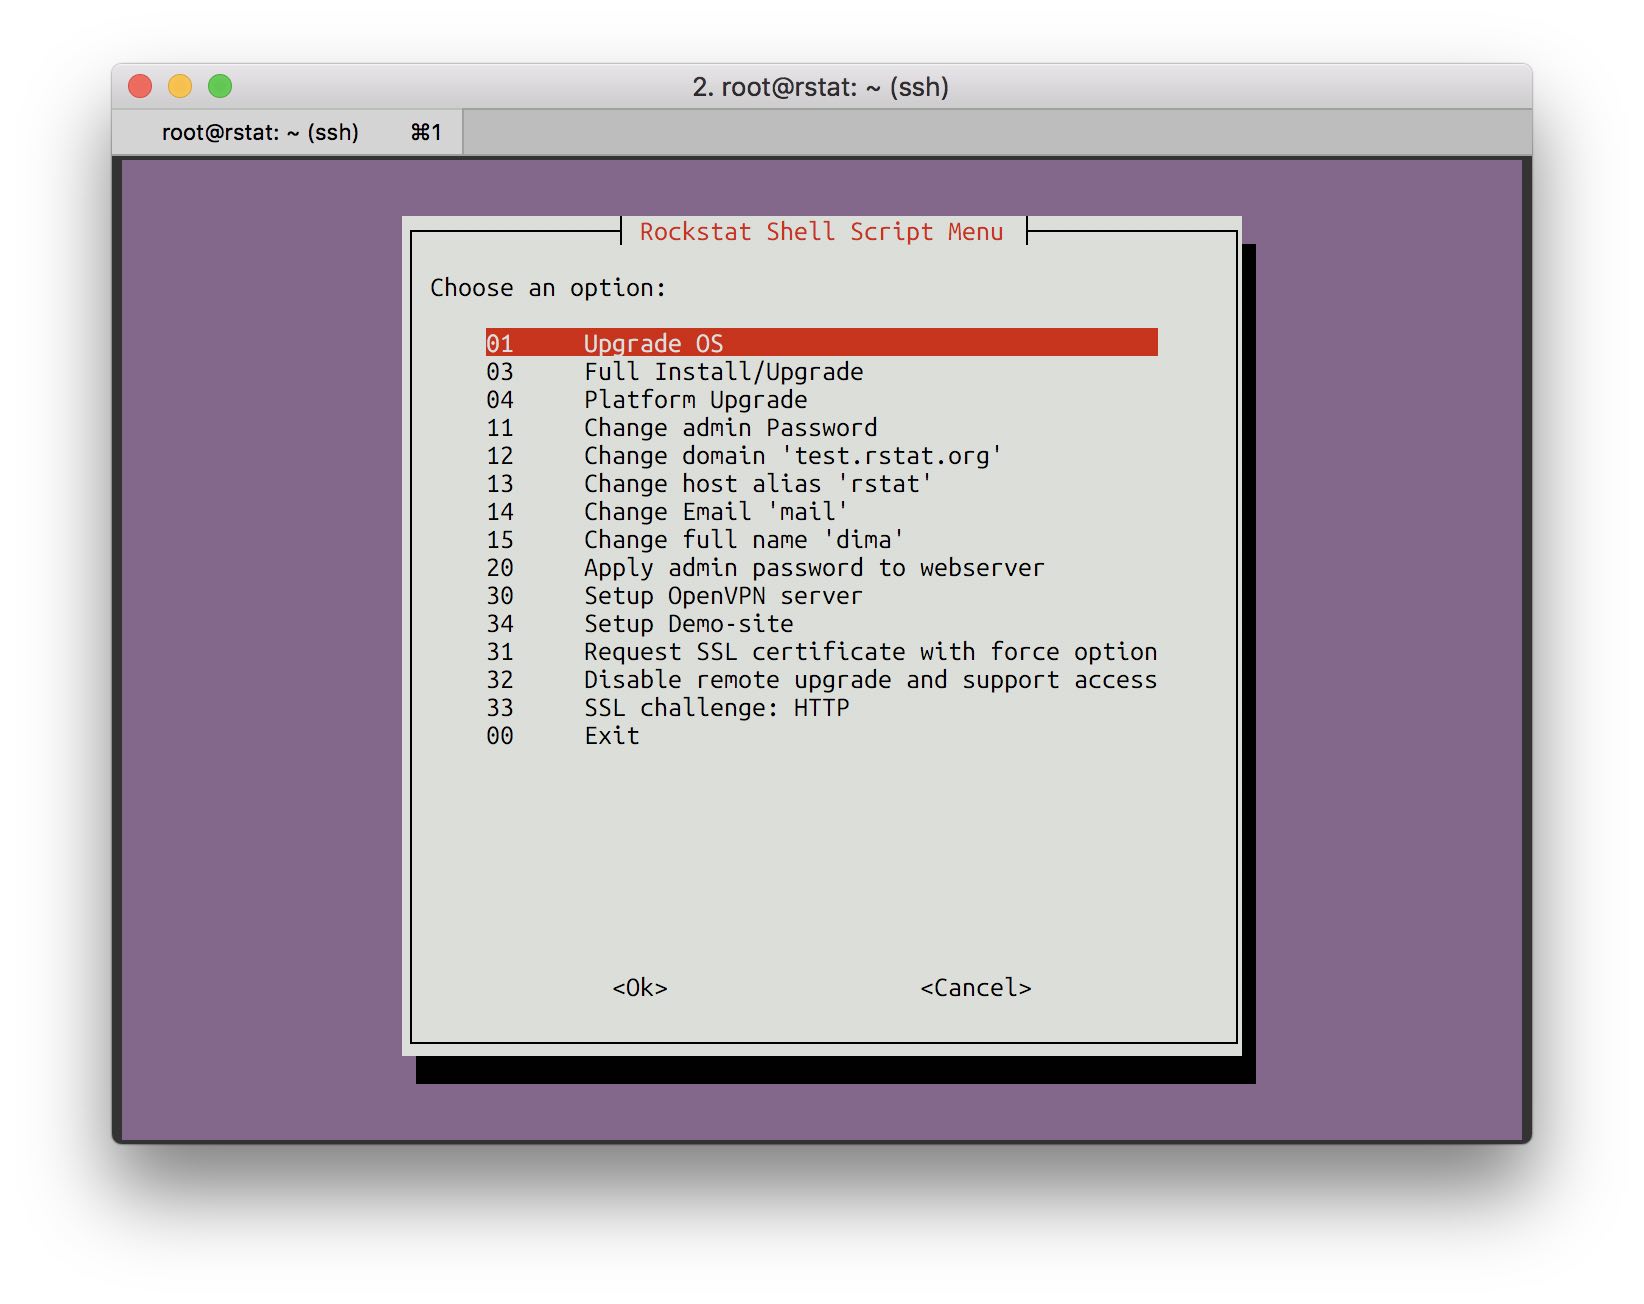 2. root@rstat: ~ (ssh)
root@rstat: ~ (ssh) ⌘1
Rockstat Shell Script Menu
Choose an option:
01 Upgrade OS
03 Full Install/Upgrade
04 Platform Upgrade
11 Change admin Password
12 Change domain 'test.rstat.org'
13 Change host alias 'rstat'
14 Change Email 'mail'
15 Change full name 'dima'
20 Apply admin password to webserver
30 Setup OpenVPN server
34 Setup Demo-site
31 Request SSL certificate with force option
32 Disable remote upgrade and support access
33 SSL challenge: HTTP
00 Exit
<Ok> <Cancel>